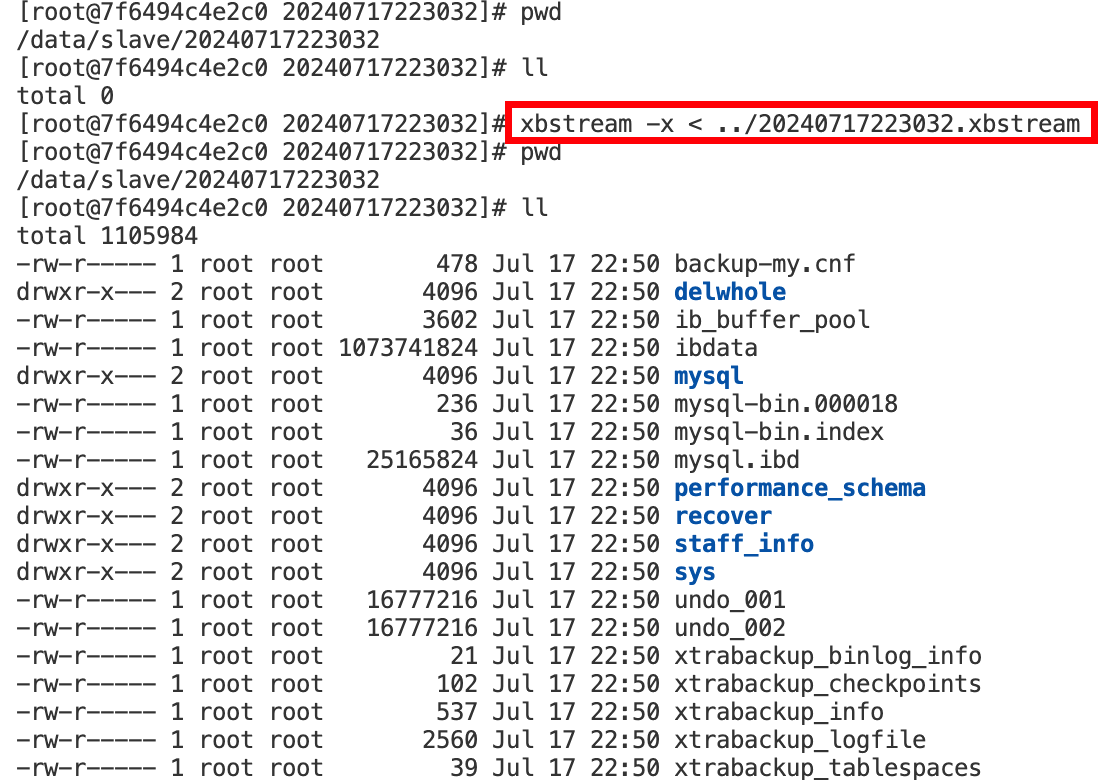 [root@7f6494c4e2c0 20240717223032]# pwd
/data/slave/20240717223032
[root@7f6494c4e2c0 20240717223032]# ll
total 0
[root@7f6494c4e2c0 20240717223032]# xbstream -x < ../20240717223032.xbstream
[root@7f6494c4e2c0 20240717223032]# pwd
/data/slave/20240717223032
[root@7f6494c4e2c0 20240717223032]# ll
total 1105984
-rw-r----- 1 root root        478 Jul 17 22:50 backup-my.cnf
drwxr-x--- 2 root root       4096 Jul 17 22:50 delwhole
-rw-r----- 1 root root       3602 Jul 17 22:50 ib_buffer_pool
-rw-r----- 1 root root 1073741824 Jul 17 22:50 ibdata
drwxr-x--- 2 root root       4096 Jul 17 22:50 mysql
-rw-r----- 1 root root        236 Jul 17 22:50 mysql-bin.000018
-rw-r----- 1 root root         36 Jul 17 22:50 mysql-bin.index
-rw-r----- 1 root root   25165824 Jul 17 22:50 mysql.ibd
drwxr-x--- 2 root root       4096 Jul 17 22:50 performance_schema
drwxr-x--- 2 root root       4096 Jul 17 22:50 recover
drwxr-x--- 2 root root       4096 Jul 17 22:50 staff_info
drwxr-x--- 2 root root       4096 Jul 17 22:50 sys
-rw-r----- 1 root root   16777216 Jul 17 22:50 undo_001
-rw-r----- 1 root root   16777216 Jul 17 22:50 undo_002
-rw-r----- 1 root root         21 Jul 17 22:50 xtrabackup_binlog_info
-rw-r----- 1 root root        102 Jul 17 22:50 xtrabackup_checkpoints
-rw-r----- 1 root root        537 Jul 17 22:50 xtrabackup_info
-rw-r----- 1 root root       2560 Jul 17 22:50 xtrabackup_logfile
-rw-r----- 1 root root         39 Jul 17 22:50 xtrabackup_tablespaces